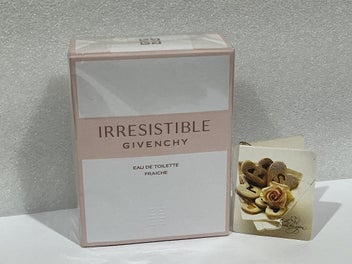 IRRESISTIBLE
GIVENCHY
EAU DE TOILETTE
FRAICHE